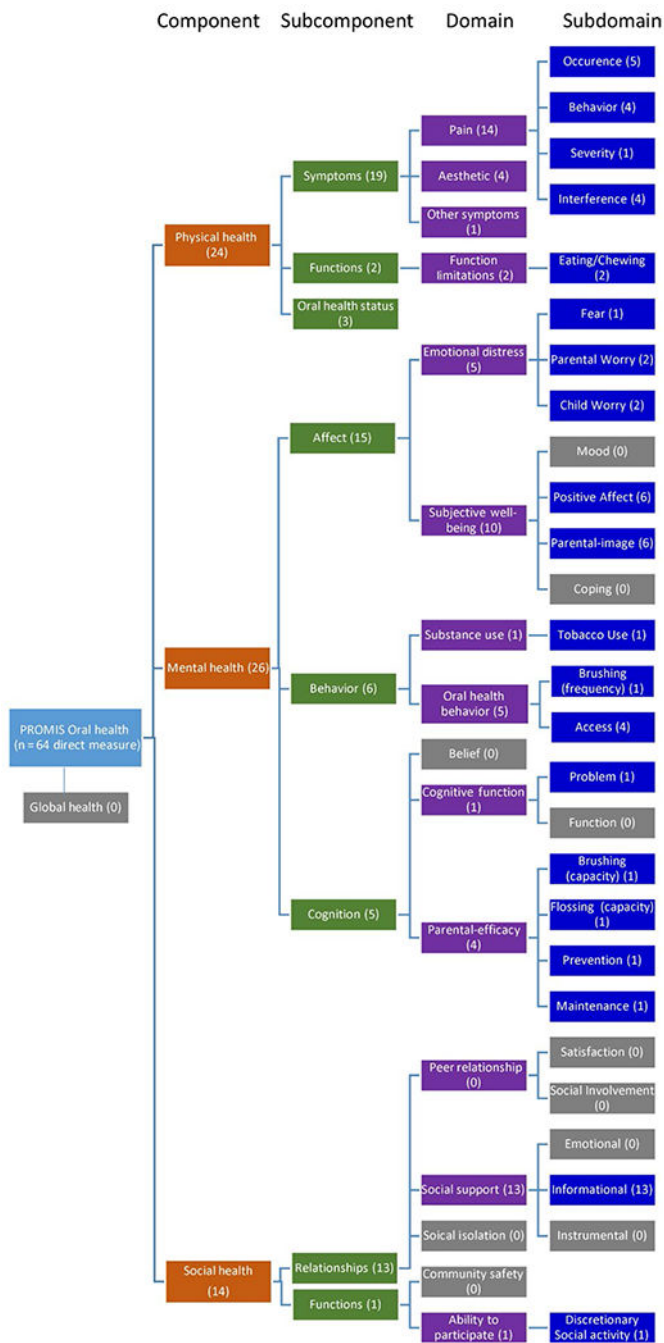 Component Subcomponent Domain Subdomain
Occurence (5)
Behavior (4)
Pain (14)
Severity (1)
Symptoms (19)
Aesthetic (4)
Interference (4)
Other symptoms
(1)
Physical health
(24)
Functions (2)
Function
limitations (2)
Eating/Chewing
(2)
Oral health status
(3)
Fear (1)
Emotional distress
(5)
Parental Worry (2)
Child Worry (2)
Affect (15)
Mood (0)
Positive Affect (6)
Subjective well-
being (10)
Parental-image (6)
Coping (0)
Substance use (1)
Tobacco Use (1)
Mental health (26)
Behavior (6)
Brushing
(frequency) (1)
Oral health
behavior (5)
Access (4)
PROMIS Oral health
(n = 64 direct measure)
Global health (0)
Belief (0)
Cognitive function
(1)
Problem (1)
Function (0)
Brushing
(capacity) (1)
Cognition (5)
Flossing (capacity)
(1)
Parental-efficacy
(4)
Prevention (1)
Maintenance (1)
Peer relationship
(0)
Satisfaction (0)
Social Involvement
(0)
Emotional (0)
Social support (13)
Informational (13)
Soical isolation (0)
Instrumental (0)
Social health
(14)
Relationships (13)
Community safety
(0)
Functions (1)
Ability to
participate (1)
Discretionary
Social activity (1)